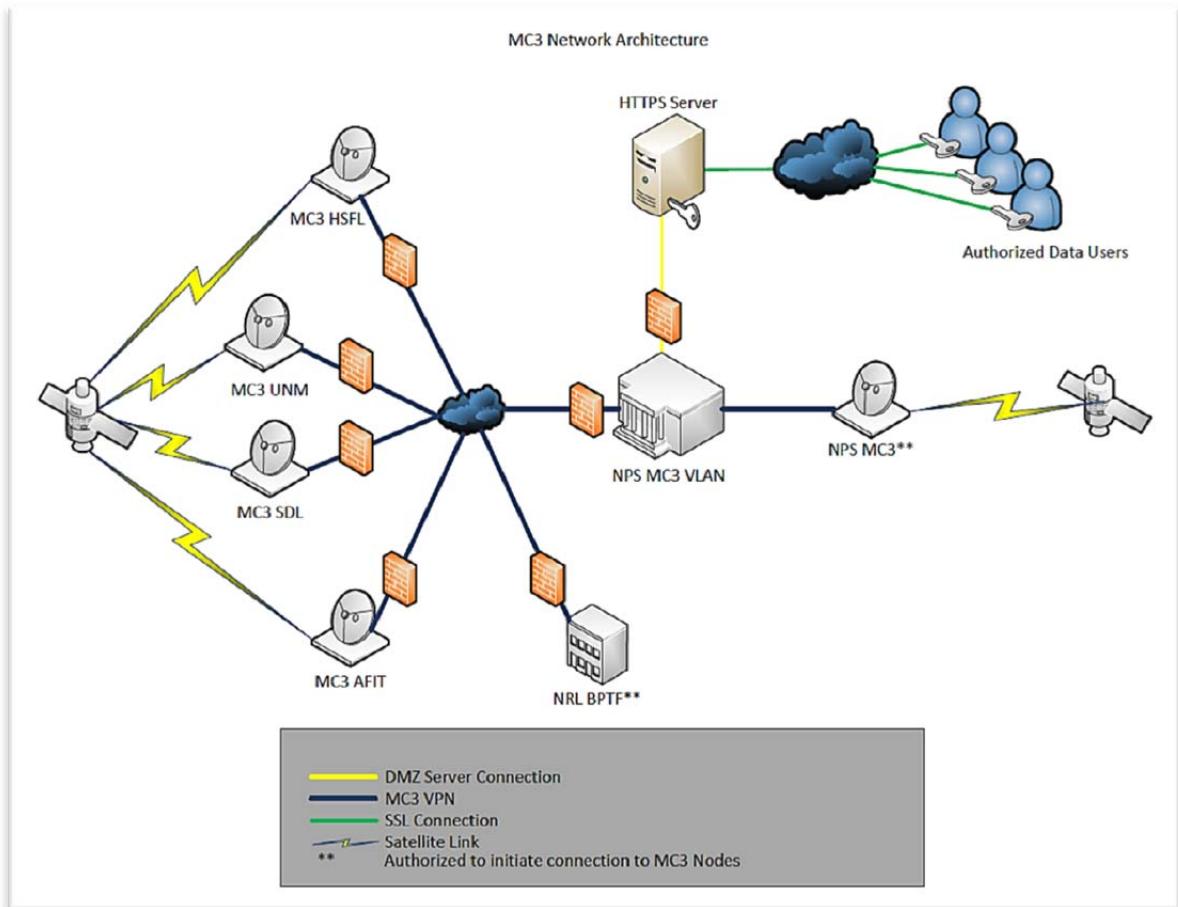 MC3 Network Architecture
HTTPS Server
MC3 HSFL
Authorized Data Users
MC3 UNM
NPS MC3 VLAN
NPS MC3**
MC3 SDL
MC3 AFIT
NRL BPTF**
DMZ Server Connection
MC3 VPN
SSL Connection
Satellite Link
** Authorized to initiate connection to MC3 Nodes